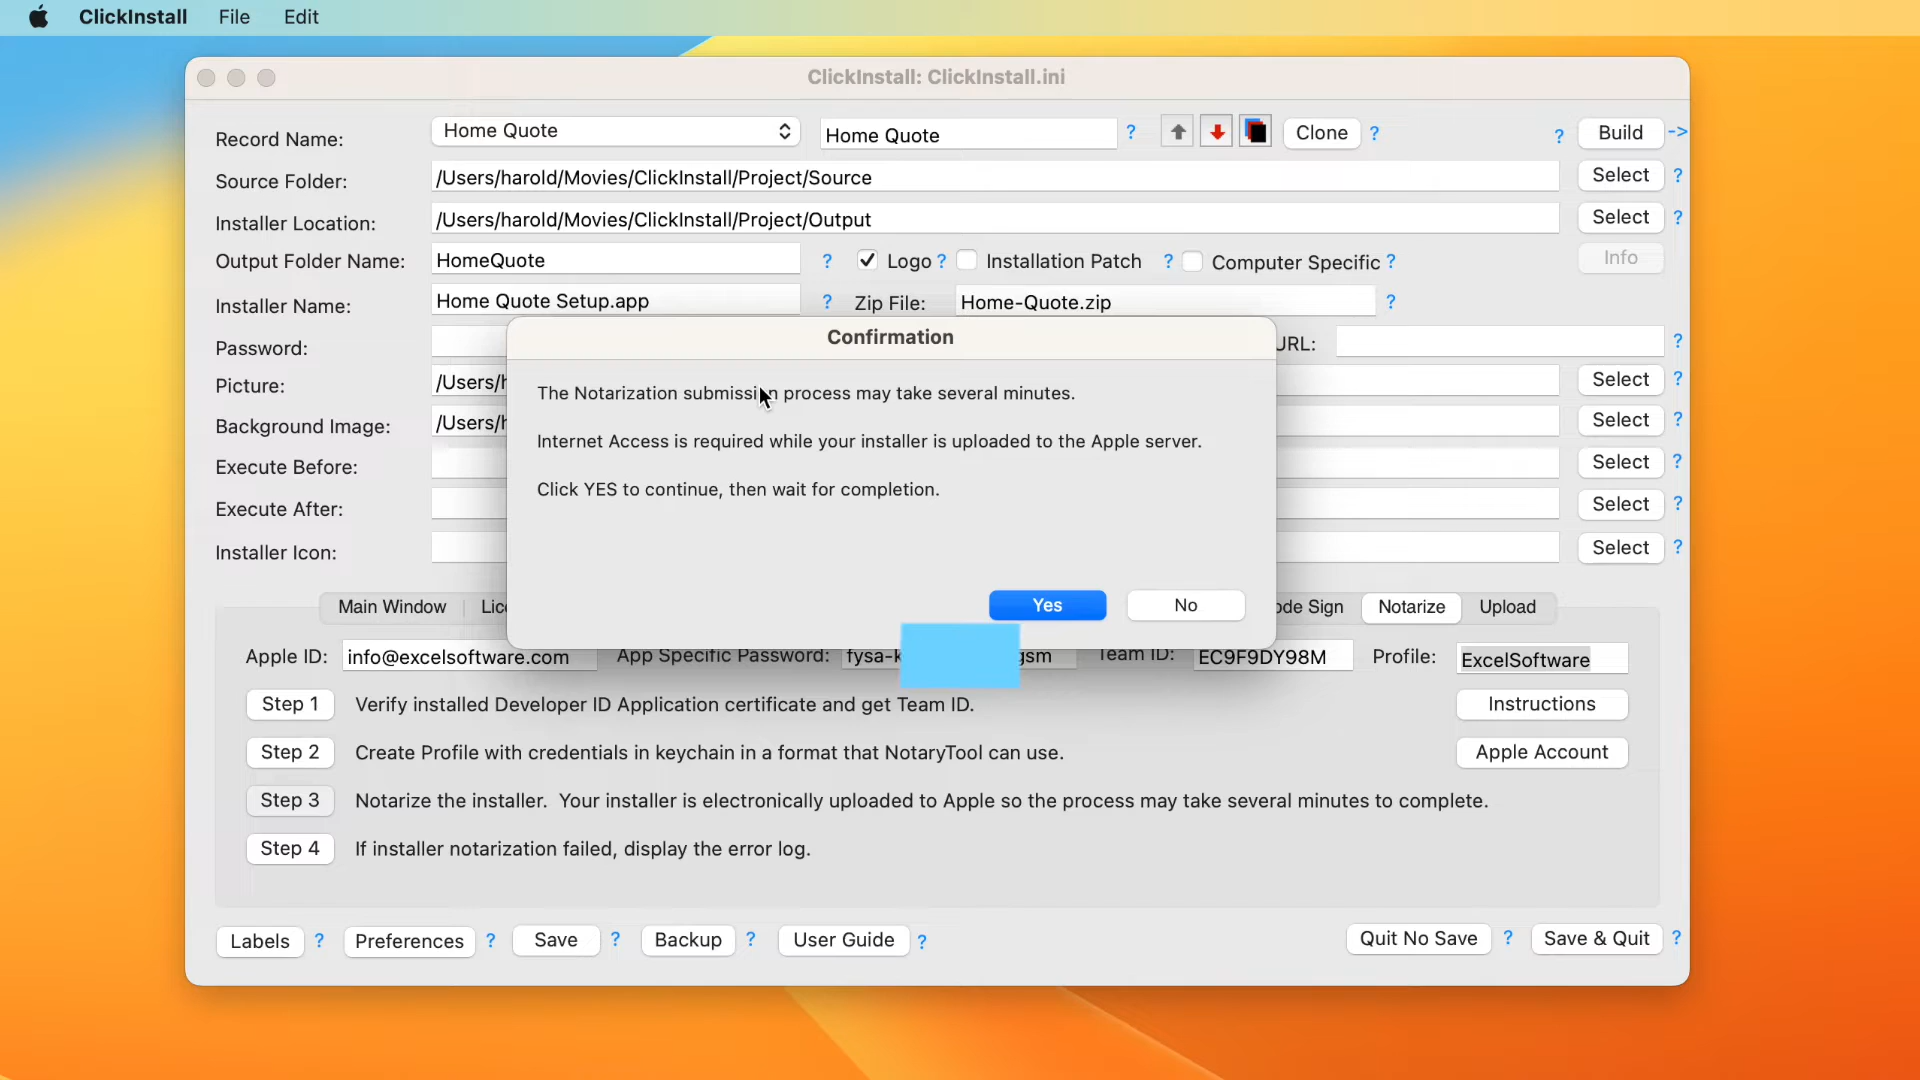 ClickInstall File Edit
ClickInstall: ClickInstall.ini
Record Name: Home Quote Home Quote ? Clone ? ? Build ->
Source Folder: /Users/harold/Movies/ClickInstall/Project/Source Select ?
Installer Location: /Users/harold/Movies/ClickInstall/Project/Output Select ?
Output Folder Name: HomeQuote ? Logo ? Installation Patch ? Computer Specific ? Info
Installer Name: Home Quote Setup.app ? Zip File: Home-Quote.zip ?
Password: URL: ?
Picture: /Users/h Select ?
Background Image: /Users/h Select ?
Execute Before: Select ?
Execute After: Select ?
Installer Icon: Select ?
Confirmation
The Notarization submission process may take several minutes.
Internet Access is required while your installer is uploaded to the Apple server.
Click YES to continue, then wait for completion.
Yes No
Main Window Lic ode Sign Notarize Upload
Apple ID: info@excelsoftware.com App Specific Password: fysa-k gsm Team ID: EC9F9DY98M Profile: ExcelSoftware
Step 1 Verify installed Developer ID Application certificate and get Team ID. Instructions
Step 2 Create Profile with credentials in keychain in a format that NotaryTool can use. Apple Account
Step 3 Notarize the installer. Your installer is electronically uploaded to Apple so the process may take several minutes to complete.
Step 4 If installer notarization failed, display the error log.
Labels ? Preferences ? Save ? Backup ? User Guide ? Quit No Save ? Save & Quit ?